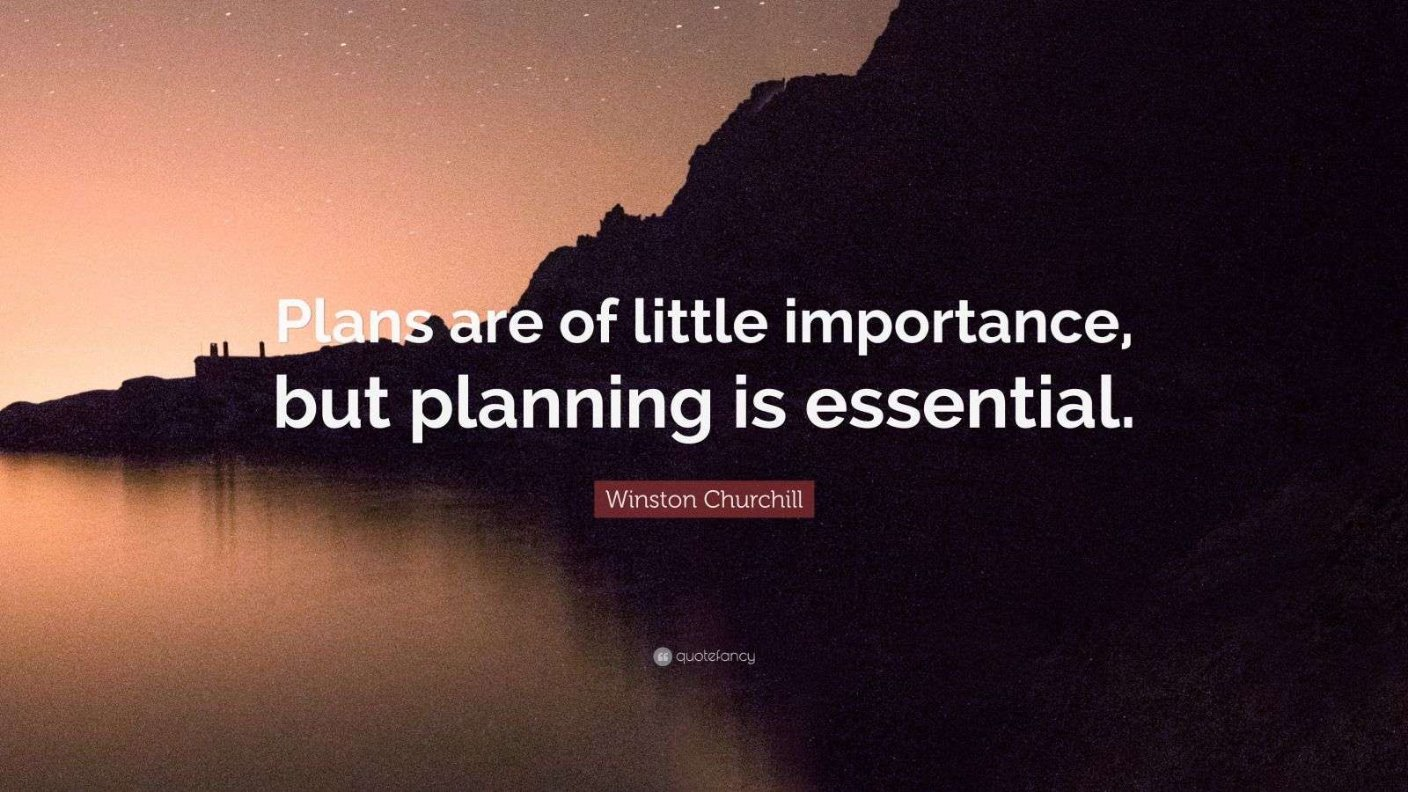 Plans are of little importance,
but planning is essential.
Winston Churchill
quotefancy